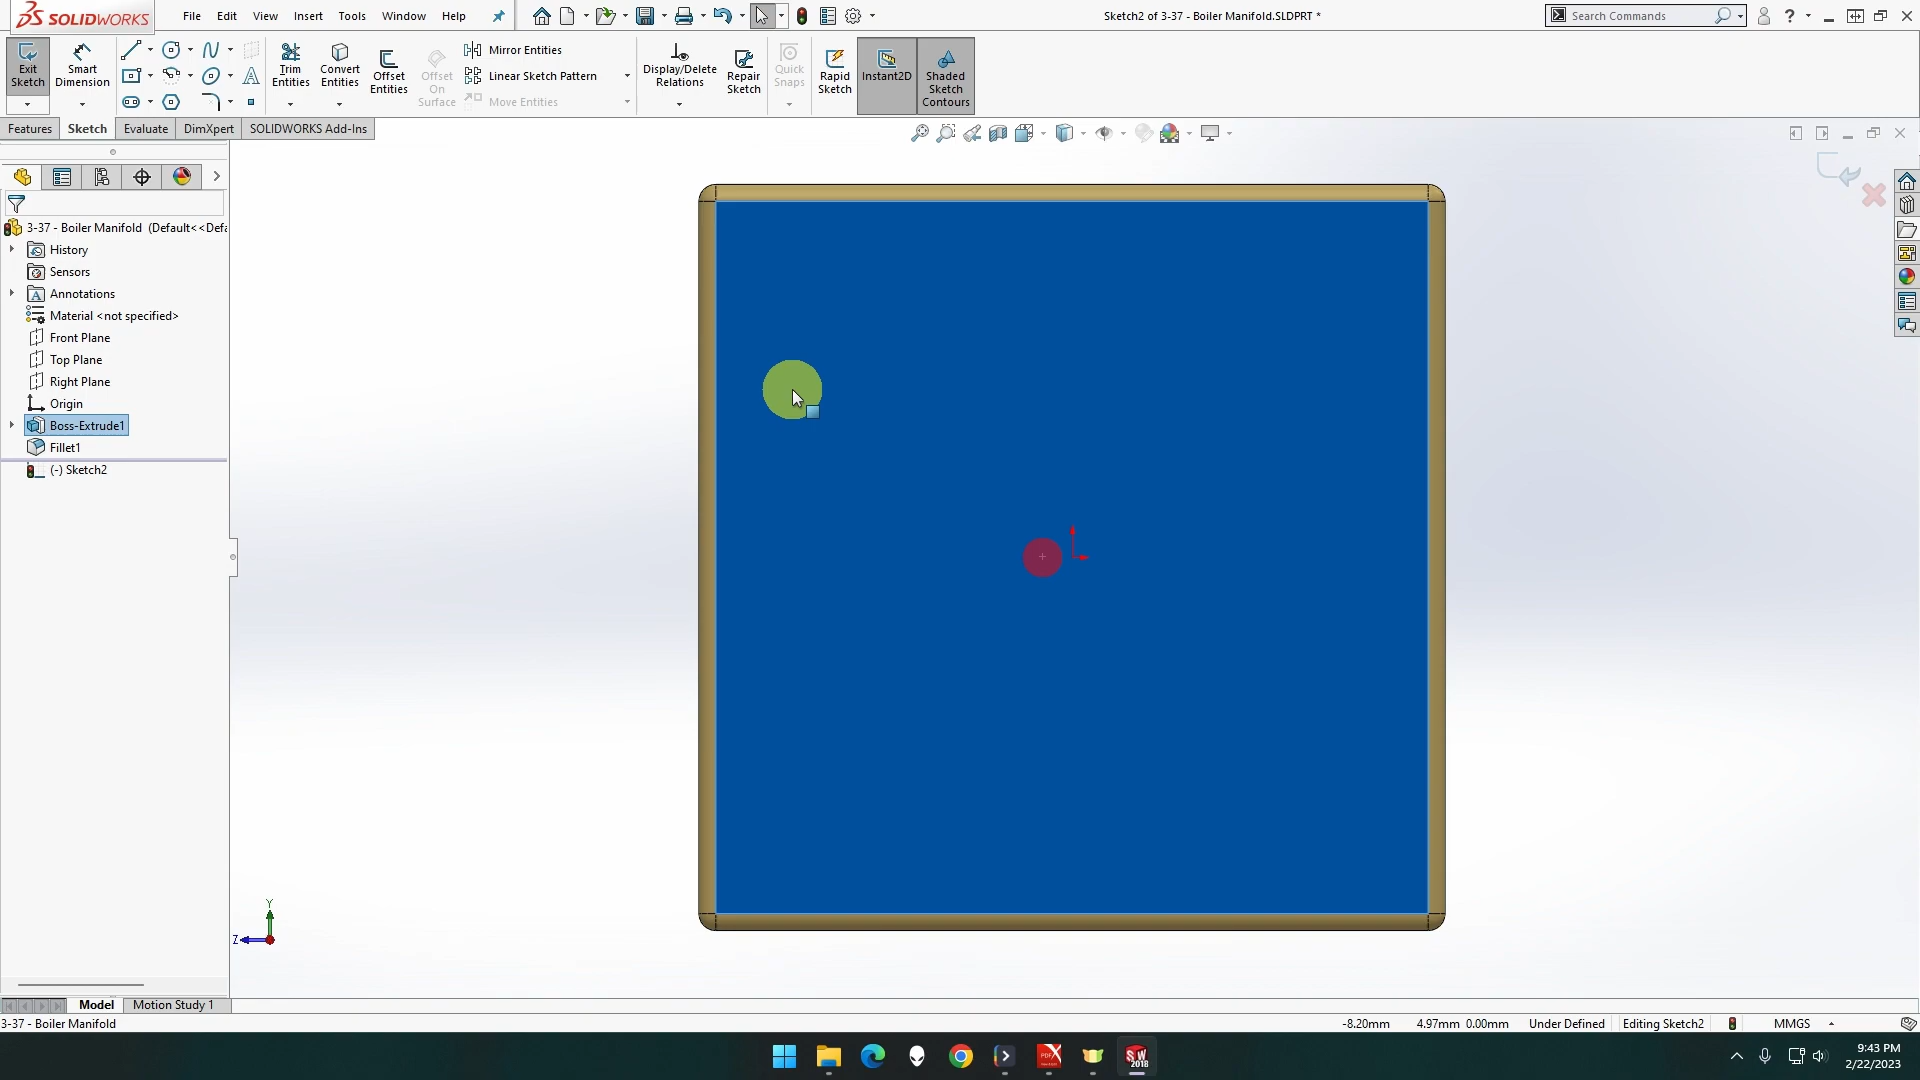 SOLIDWORKS
File Edit View Insert Tools Window Help
Sketch2 of 3-37 - Boiler Manifold.SLDPRT *
Search Commands
Exit Sketch
Smart Dimension
Trim Entities
Convert Entities
Offset Entities
Offset On Surface
Mirror Entities
Linear Sketch Pattern
Move Entities
Display/Delete Relations
Repair Sketch
Quick Snaps
Rapid Sketch
Instant2D
Shaded Sketch Contours
Features Sketch Evaluate DimXpert SOLIDWORKS Add-Ins
3-37 - Boiler Manifold (Default<<Defa
History
Sensors
Annotations
Material <not specified>
Front Plane
Top Plane
Right Plane
Origin
Boss-Extrude1
Fillet1
(-) Sketch2
Y
Z
Model Motion Study 1
3-37 - Boiler Manifold
-8.20mm 4.97mm 0.00mm Under Defined Editing Sketch2 MMGS
9:43 PM
2/22/2023